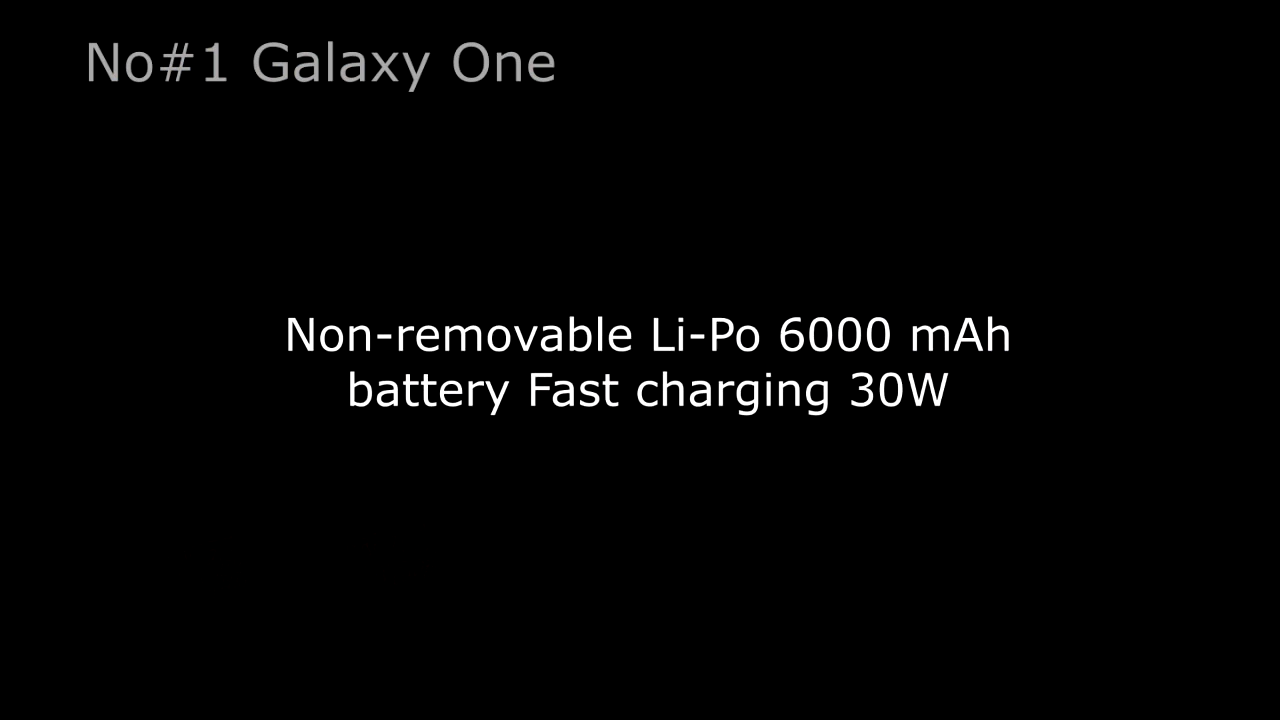 No#1 Galaxy One
Non-removable Li-Po 6000 mAh
battery Fast charging 30W